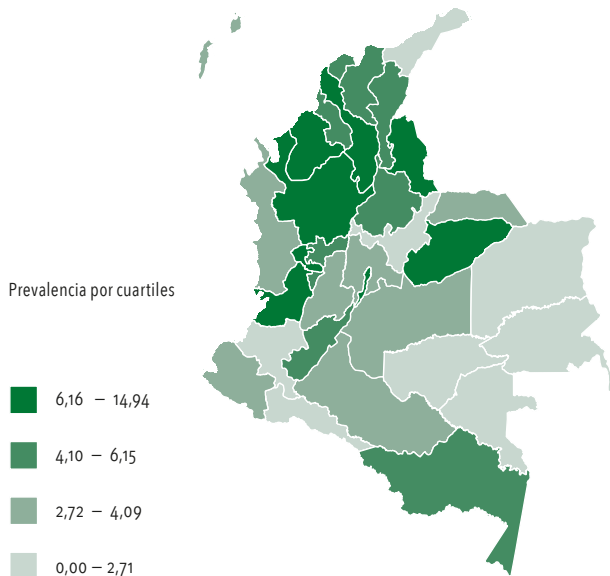 Prevalencia por cuartiles
6,16 – 14,94
4,10 – 6,15
2,72 – 4,09
0,00 – 2,71